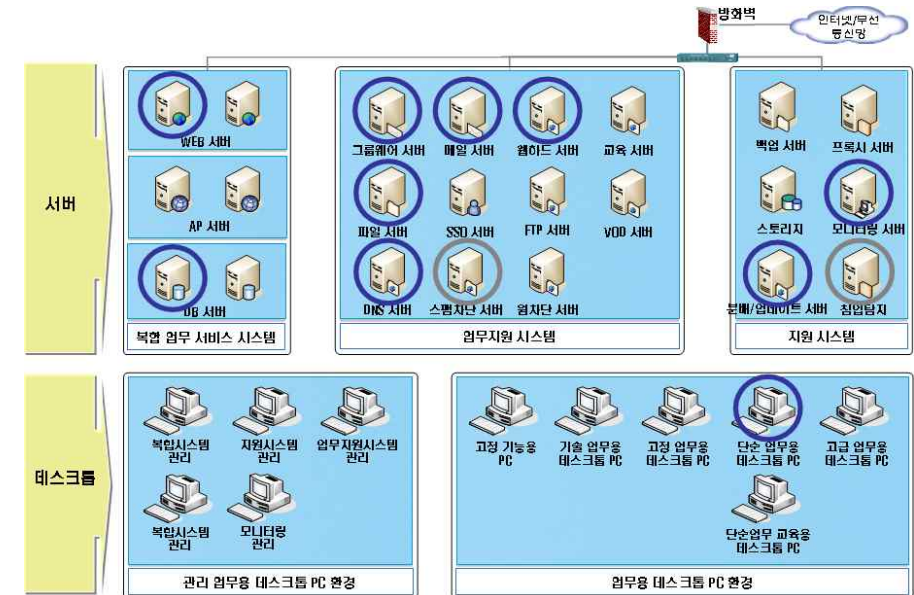 방화벽
인터넷/무선
통신망
서버
WEB 서버
AP 서버
DB 서버
복합 업무 서비스 시스템
그룹웨어 서버
메일 서버
웹하드 서버
교육 서버
파일 서버
SSO 서버
FTP 서버
VOD 서버
DNS 서버
스팸차단 서버
웜차단 서버
업무지원 시스템
백업 서버
프록시 서버
스토리지
모니터링 서버
분배/업데이트 서버
침입탐지
지원 시스템
데스크톱
복합시스템
관리
지원시스템
관리
업무지원시스템
관리
복합시스템
관리
모니터링
관리
관리 업무용 데스크톱 PC 환경
고정 기능용
PC
기술 업무용
데스크톱 PC
고정 업무용
데스크톱 PC
단순 업무용
데스크톱 PC
고급 업무용
데스크톱 PC
단순업무 교육용
데스크톱 PC
업무용 데스크톱 PC 환경